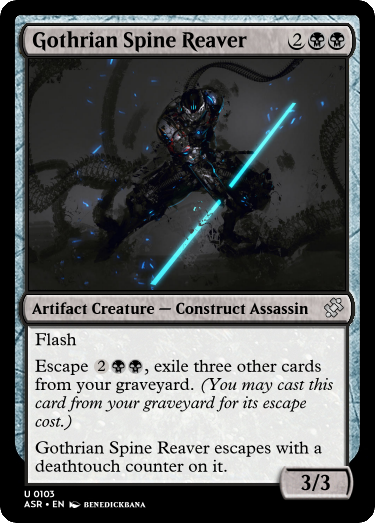 Gothrian Spine Reaver 2
Artifact Creature — Construct Assassin
Flash
Escape 2, exile three other cards
from your graveyard. (You may cast this
card from your graveyard for its escape
cost.)
Gothrian Spine Reaver escapes with a
deathtouch counter on it.
3/3
U 0103
ASR • EN BENEDICKBANA